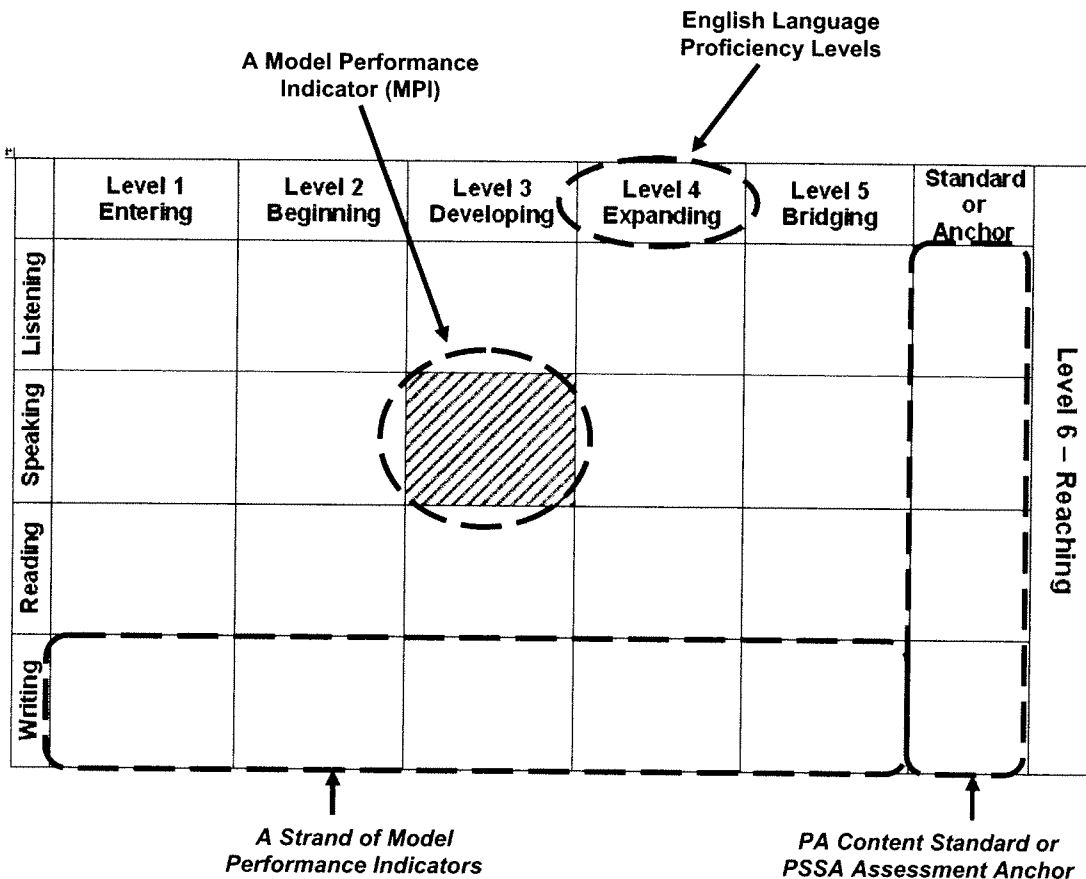 English Language
Proficiency Levels
A Model Performance
Indicator (MPI)
Level 1
Entering
Level 2
Beginning
Level 3
Developing
Level 4
Expanding
Level 5
Bridging
Standard
or
Anchor
Level 6 – Reaching
Listening
Speaking
Reading
Writing
A Strand of Model
Performance Indicators
PA Content Standard or
PSSA Assessment Anchor